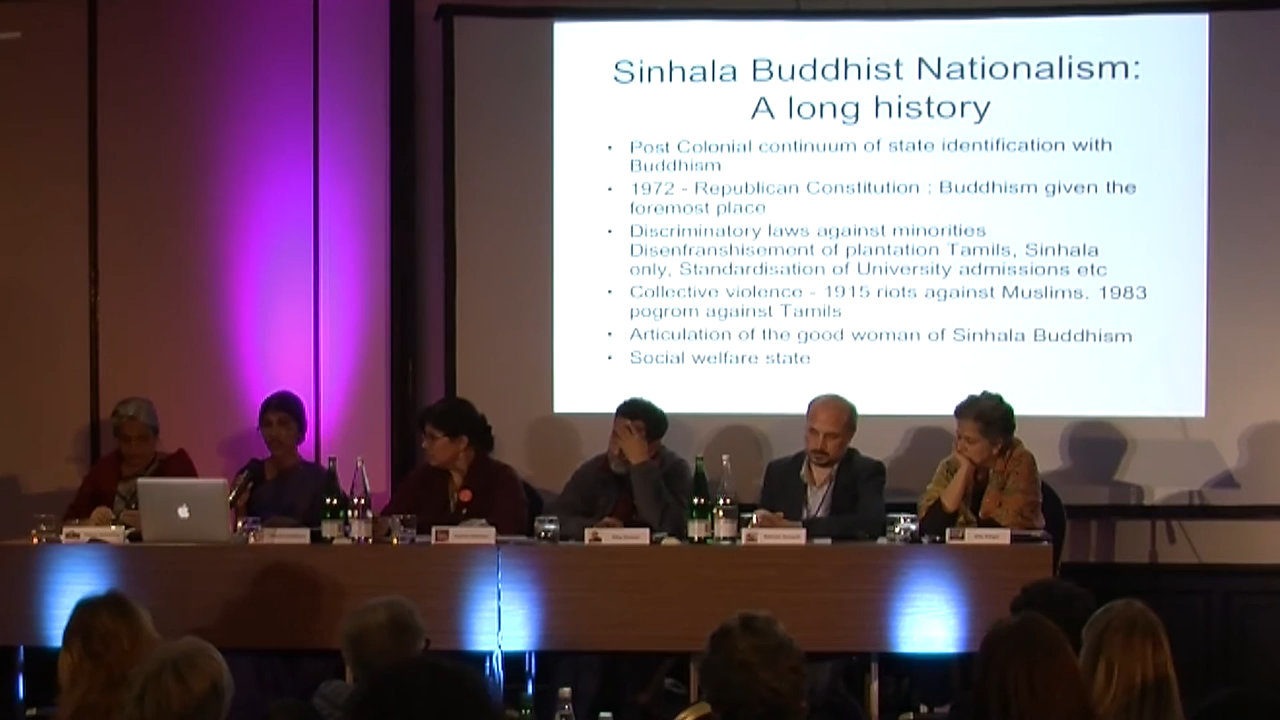 Sinhala Buddhist Nationalism:
A long history
• Post Colonial continuum of state identification with
Buddhism
• 1972 - Republican Constitution : Buddhism given the
foremost place
• Discriminatory laws against minorities
Disenfranshisement of plantation Tamils, Sinhala
only, Standardisation of University admissions etc
• Collective violence - 1915 riots against Muslims. 1983
pogrom against Tamils
• Articulation of the good woman of Sinhala Buddhism
• Social welfare state